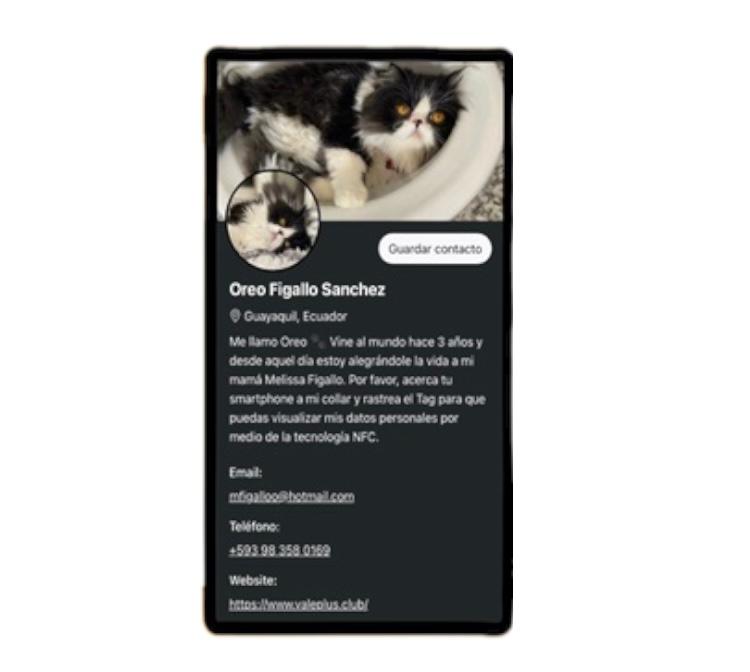 Guardar contacto
Oreo Figallo Sanchez
Guayaquil, Ecuador
Me llamo Oreo 🐾 Vine al mundo hace 3 años y
desde aquel día estoy alegrándole la vida a mi
mamá Melissa Figallo. Por favor, acerca tu
smartphone a mi collar y rastrea el Tag para que
puedas visualizar mis datos personales por
medio de la tecnología NFC.
Email:
mfigalloo@hotmail.com
Teléfono:
+593 98 358 0169
Website:
https://www.valeplus.club/